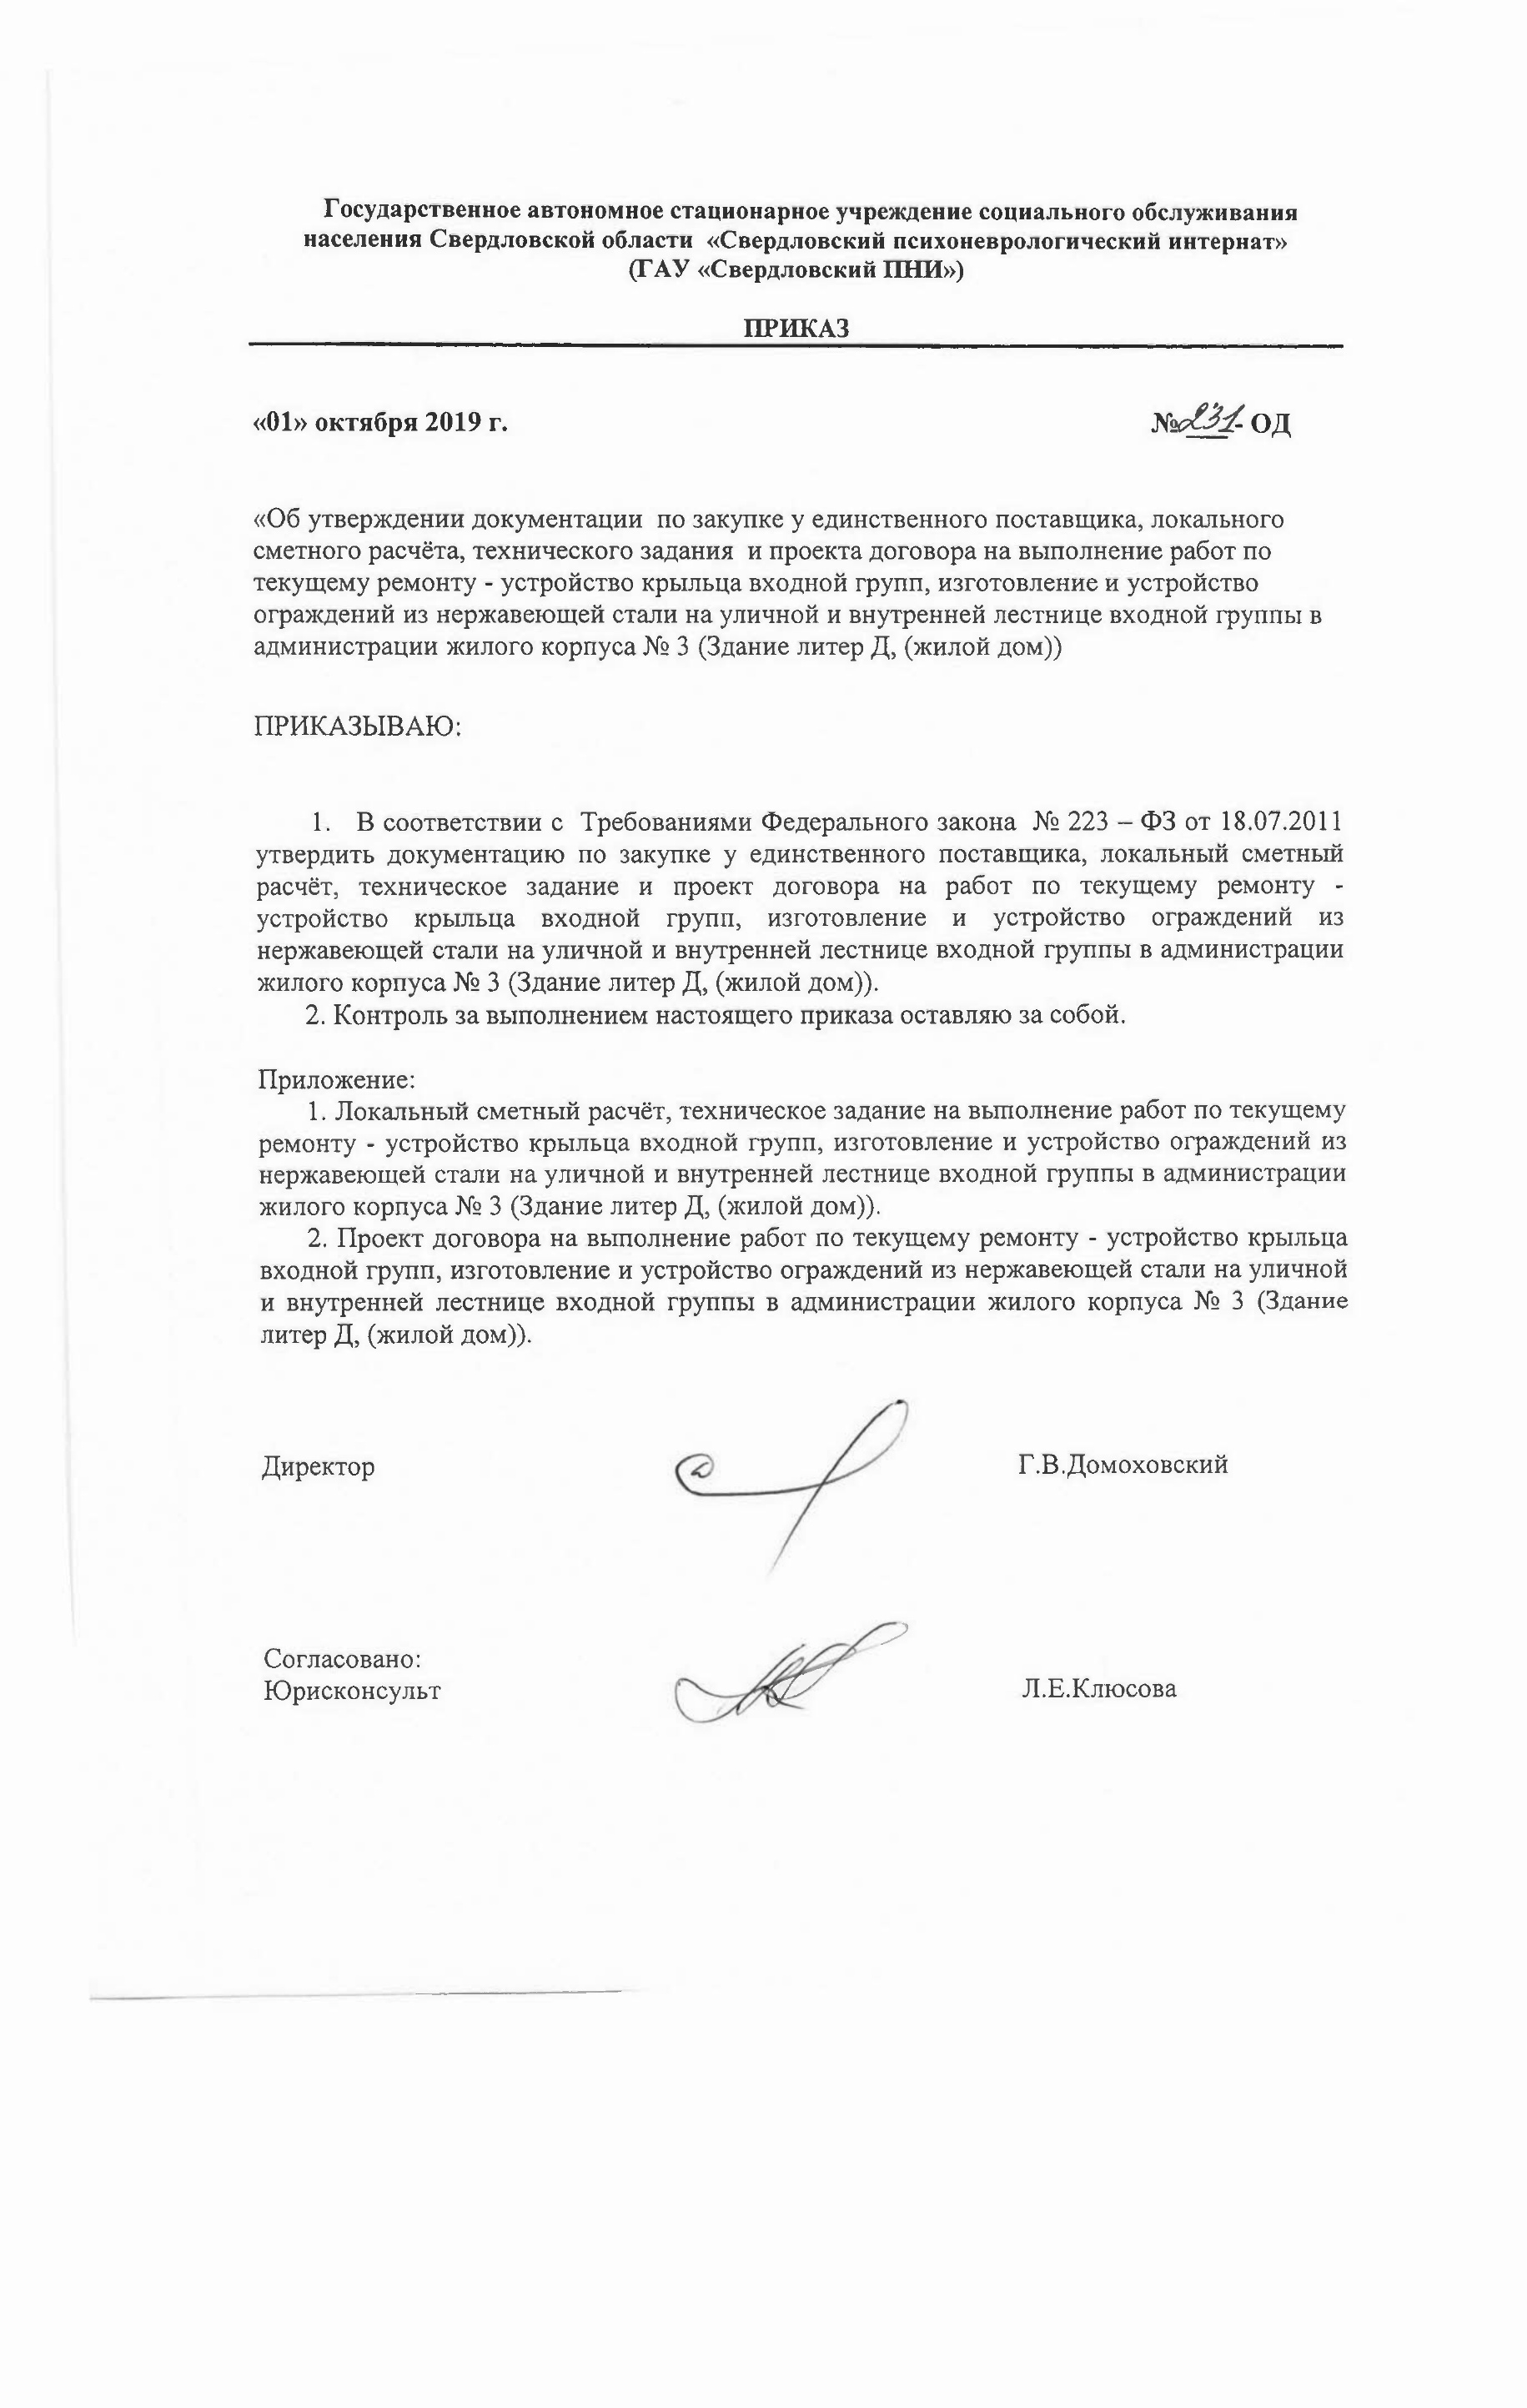 Государственное автономное стационарное учреждение социального обслуживания
населения Свердловской области «Свердловский психоневрологический интернат»
(ГАУ «Свердловский ПНИ»)
ПРИКАЗ
«01» октября 2019 г. №231- ОД
«Об утверждении документации по закупке у единственного поставщика, локального
сметного расчёта, технического задания и проекта договора на выполнение работ по
текущему ремонту - устройство крыльца входной групп, изготовление и устройство
ограждений из нержавеющей стали на уличной и внутренней лестнице входной группы в
администрации жилого корпуса № 3 (Здание литер Д, (жилой дом))
ПРИКАЗЫВАЮ:
1. В соответствии с Требованиями Федерального закона № 223 – ФЗ от 18.07.2011
утвердить документацию по закупке у единственного поставщика, локальный сметный
расчёт, техническое задание и проект договора на работ по текущему ремонту -
устройство крыльца входной групп, изготовление и устройство ограждений из
нержавеющей стали на уличной и внутренней лестнице входной группы в администрации
жилого корпуса № 3 (Здание литер Д, (жилой дом)).
2. Контроль за выполнением настоящего приказа оставляю за собой.
Приложение:
1. Локальный сметный расчёт, техническое задание на выполнение работ по текущему
ремонту - устройство крыльца входной групп, изготовление и устройство ограждений из
нержавеющей стали на уличной и внутренней лестнице входной группы в администрации
жилого корпуса № 3 (Здание литер Д, (жилой дом)).
2. Проект договора на выполнение работ по текущему ремонту - устройство крыльца
входной групп, изготовление и устройство ограждений из нержавеющей стали на уличной
и внутренней лестнице входной группы в администрации жилого корпуса № 3 (Здание
литер Д, (жилой дом)).
Директор Г.В.Домоховский
Согласовано:
Юрисконсульт Л.Е.Клюсова